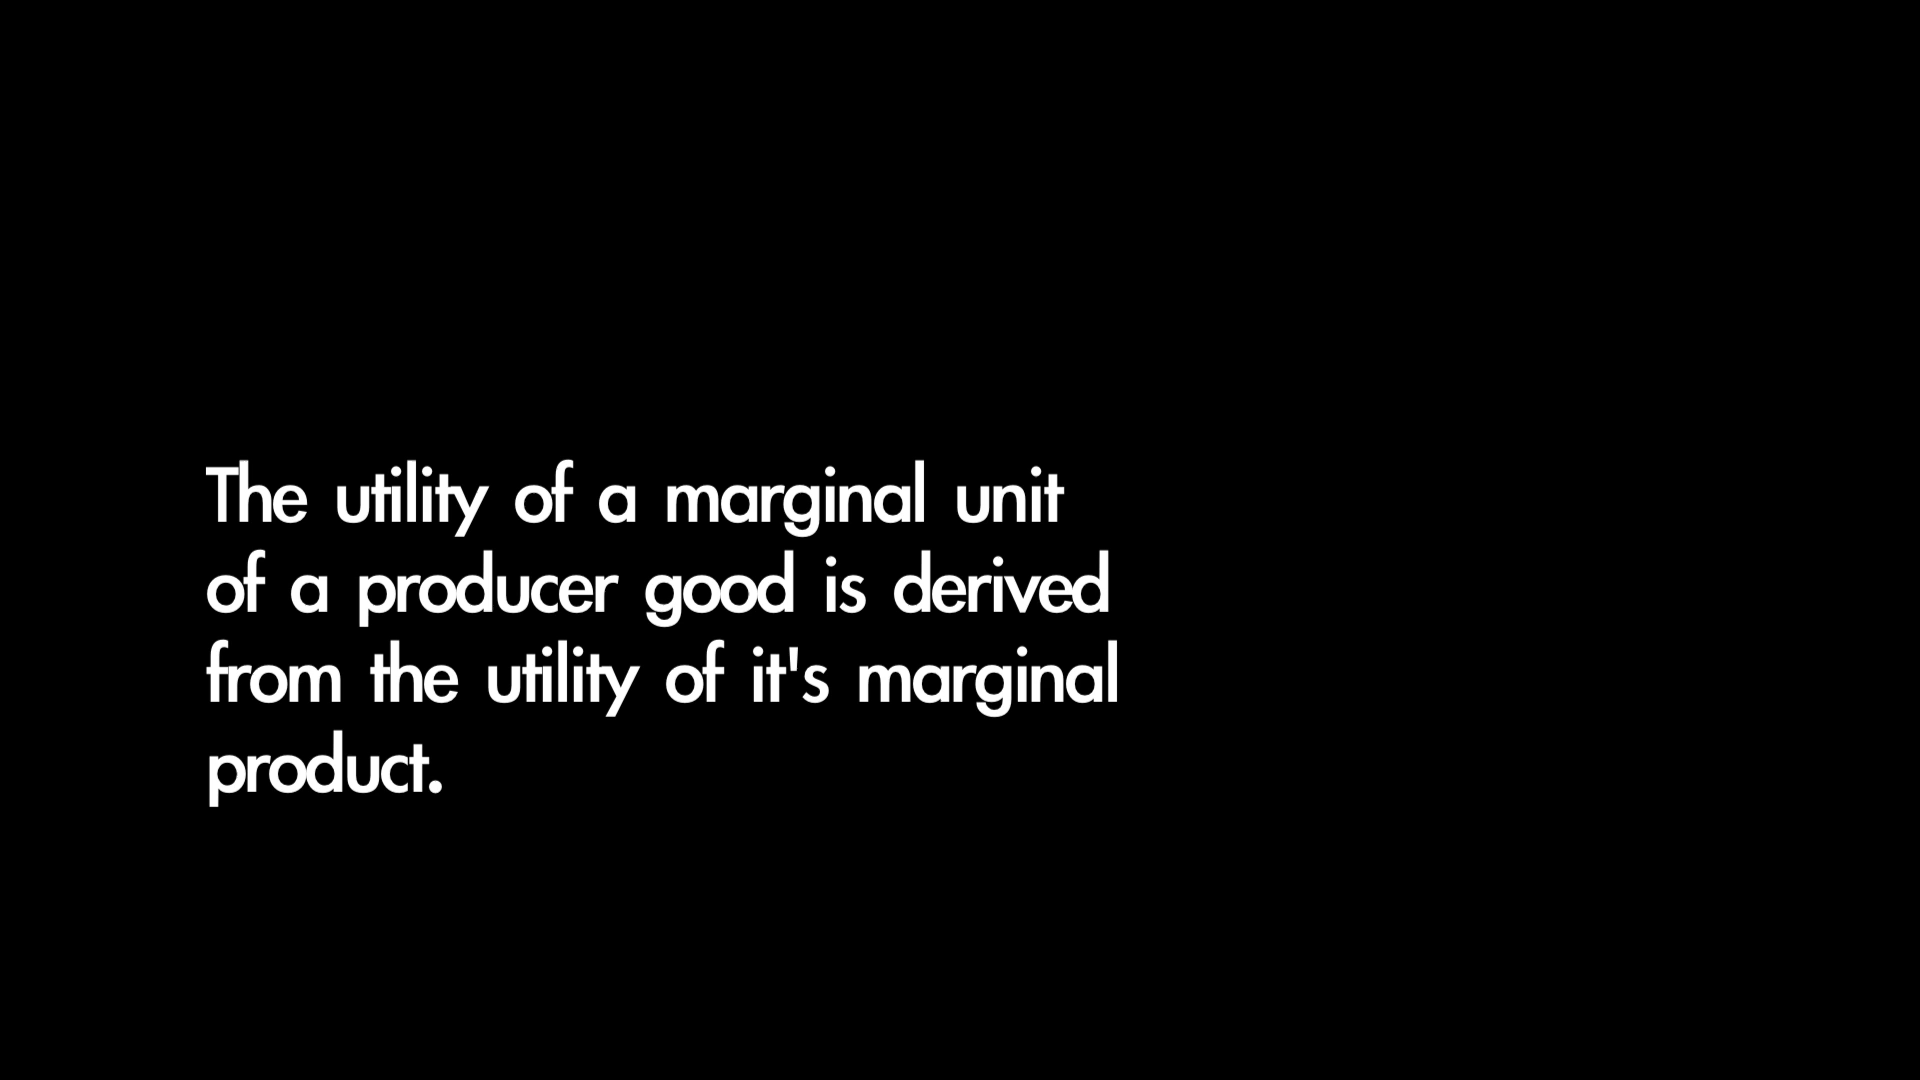 The utility of a marginal unit
of a producer good is derived
from the utility of it's marginal
product.